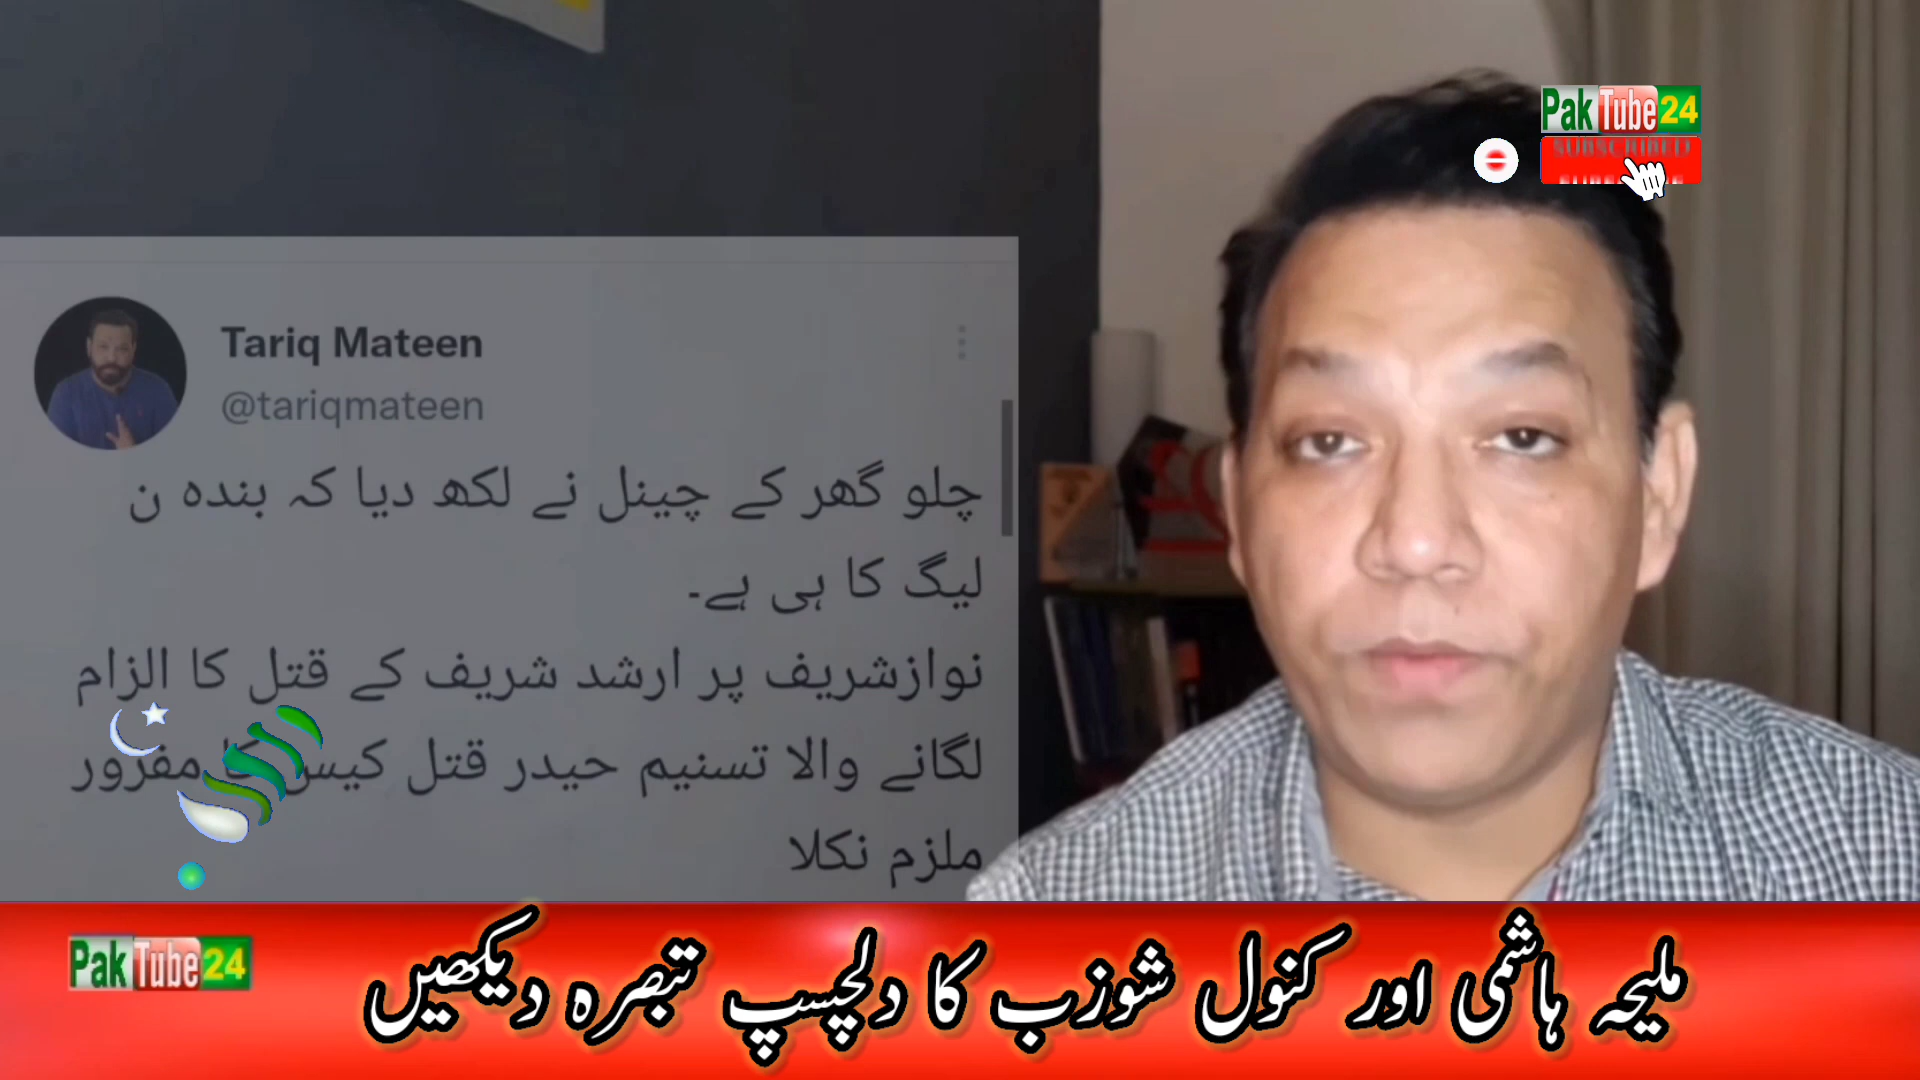 Pak Tube 24
SUBSCRIBED
Tariq Mateen
@tariqmateen
چلو گھر کے چینل نے لکھ دیا کہ بندہ ن
لیگ کا ہی ہے۔
نوازشریف پر ارشد شریف کے قتل کا الزام
لگانے والا تسنیم حیدر قتل کیس کا مفرور
ملزم نکلا
Pak Tube 24
ملیحہ ہاشمی اور کنول شوزب کا دلچسپ تبصرہ دیکھیں